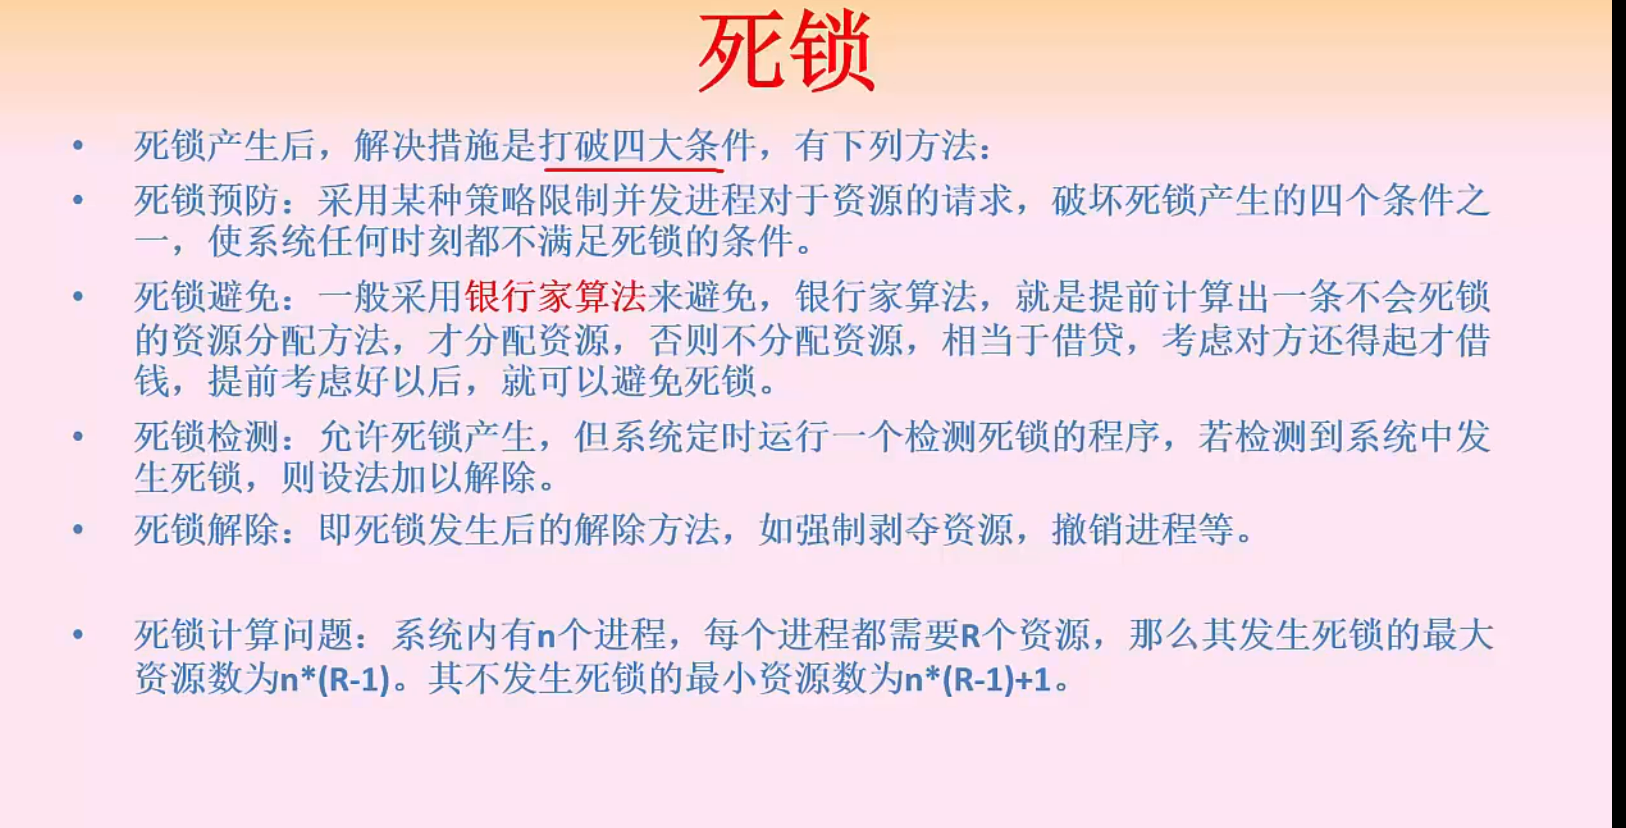 死锁
• 死锁产生后，解决措施是打破四大条件，有下列方法：
• 死锁预防：采用某种策略限制并发进程对于资源的请求，破坏死锁产生的四个条件之
一，使系统任何时刻都不满足死锁的条件。
• 死锁避免：一般采用银行家算法来避免，银行家算法，就是提前计算出一条不会死锁
的资源分配方法，才分配资源，否则不分配资源，相当于借贷，考虑对方还得起才借
钱，提前考虑好以后，就可以避免死锁。
• 死锁检测：允许死锁产生，但系统定时运行一个检测死锁的程序，若检测到系统中发
生死锁，则设法加以解除。
• 死锁解除：即死锁发生后的解除方法，如强制剥夺资源，撤销进程等。
• 死锁计算问题：系统内有n个进程，每个进程都需要R个资源，那么其发生死锁的最大
资源数为n*(R-1)。其不发生死锁的最小资源数为n*(R-1)+1。